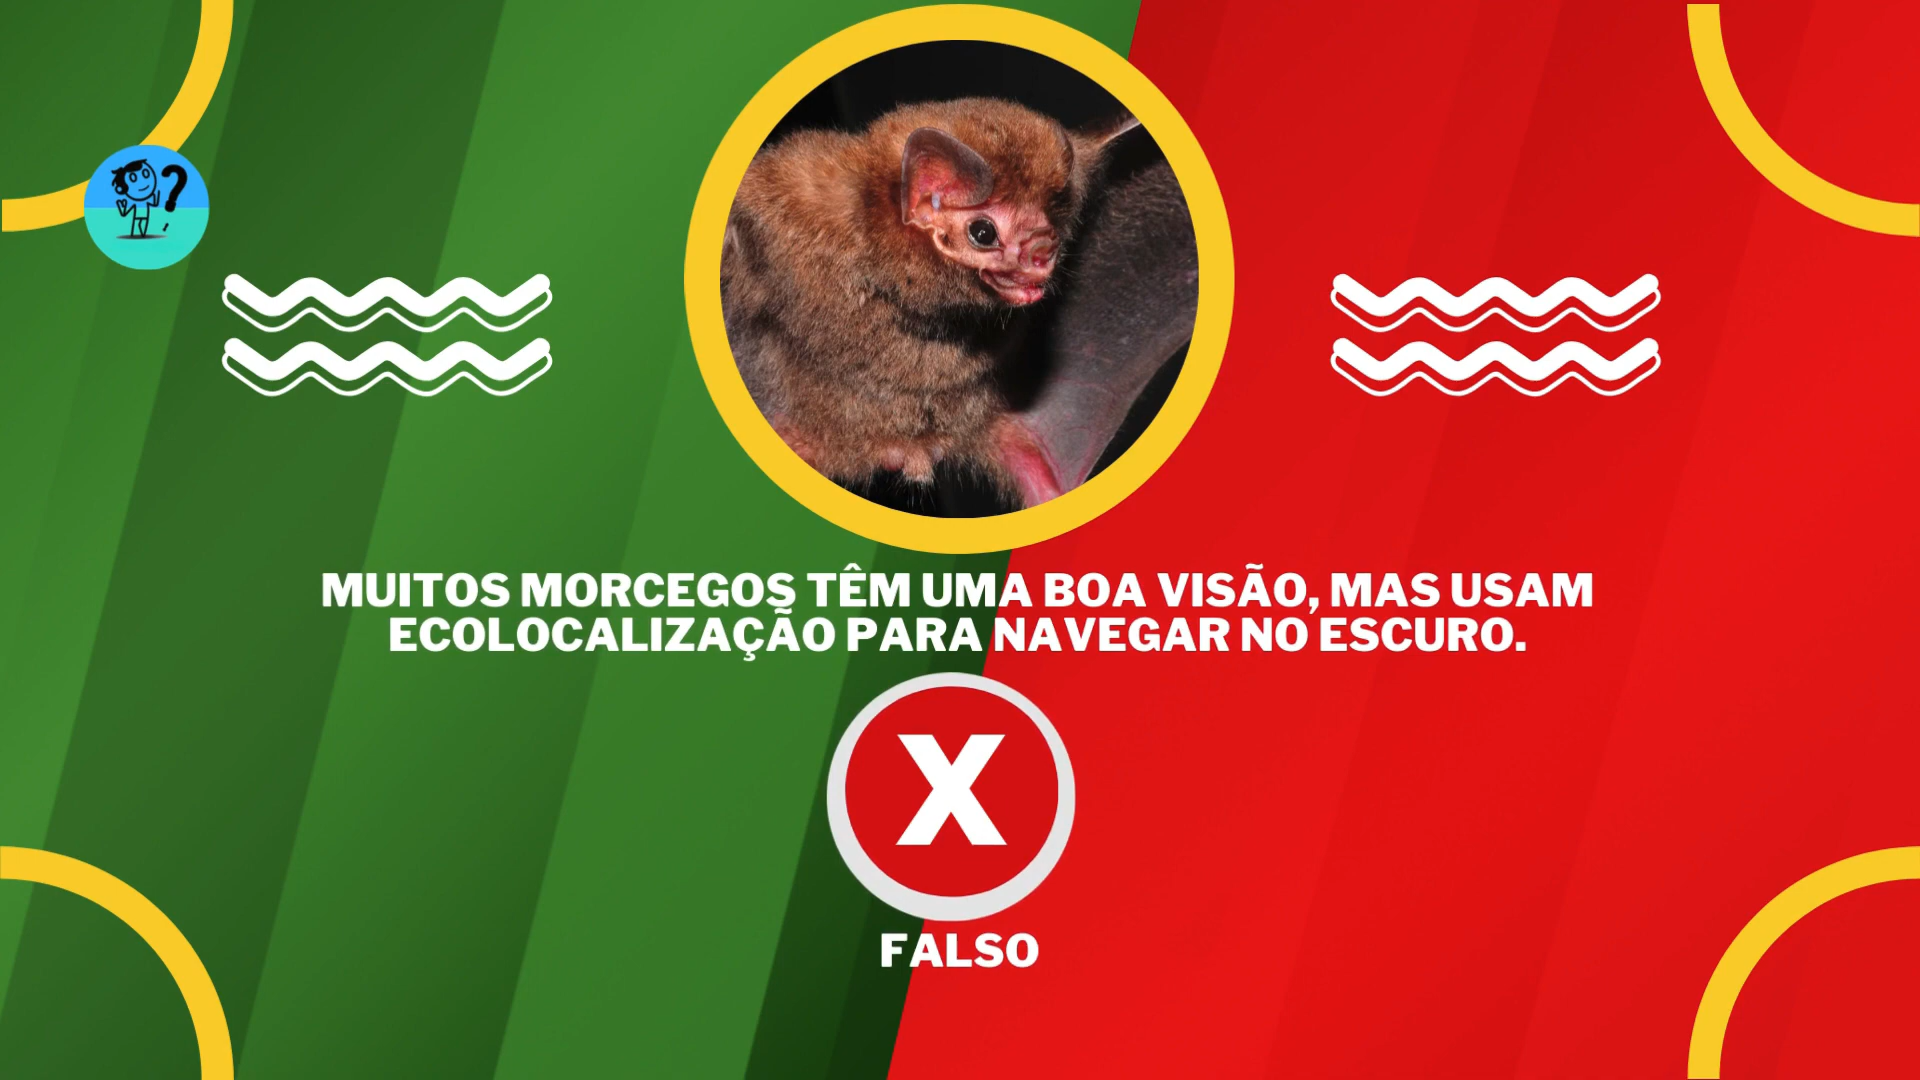 MUITOS MORCEGOS TÊM UMA BOA VISÃO, MAS USAM
ECOLOCALIZAÇÃO PARA NAVEGAR NO ESCURO.
X
FALSO